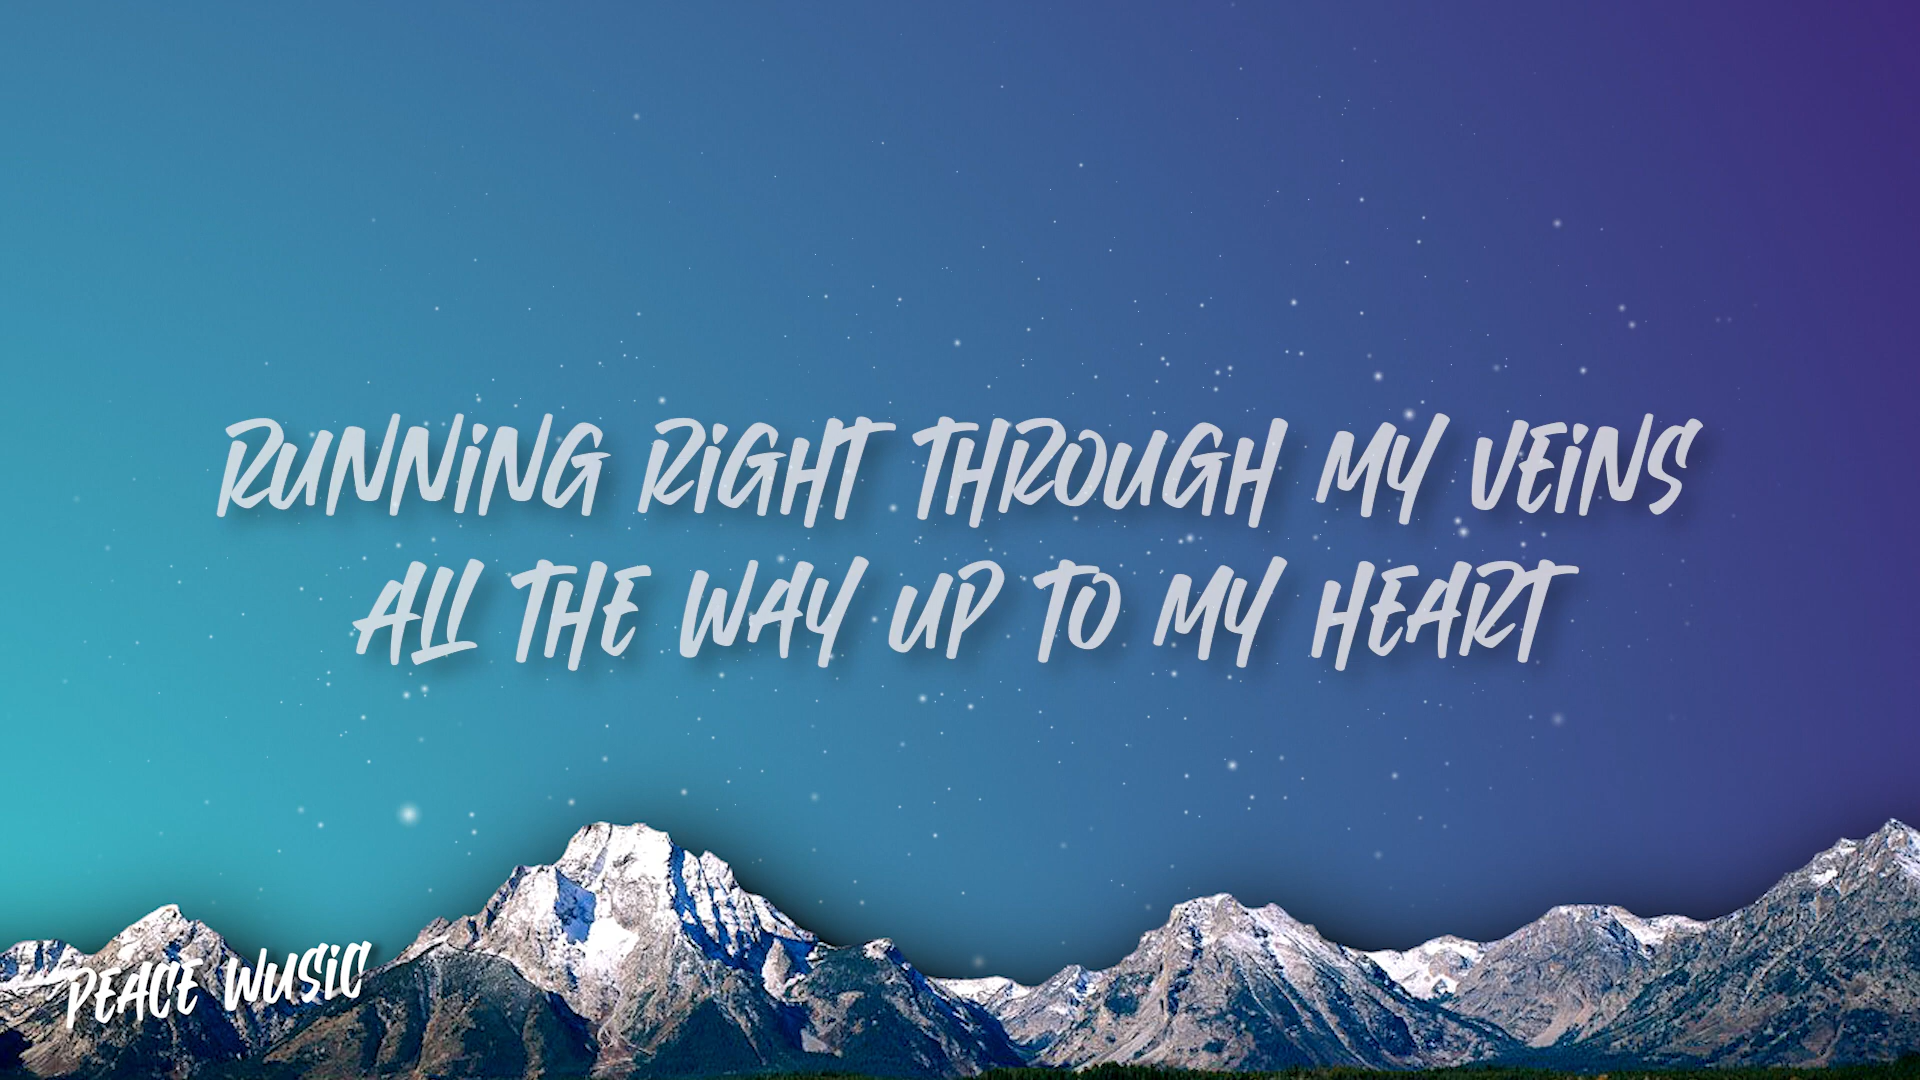 RUNNING RIGHT THROUGH MY VEINS
ALL THE WAY UP TO MY HEART
PEACE WUSIC